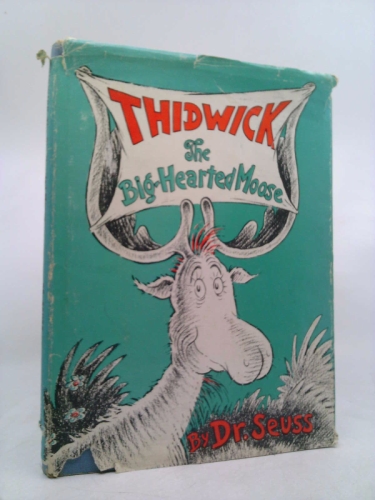 THIDWICK
The
Big-Hearted Moose
By Dr. Seuss